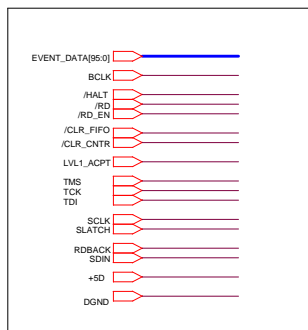 EVENT_DATA[95:0]
BCLK
/HALT
/RD
/RD_EN
/CLR_FIFO
/CLR_CNTR
LVL1_ACPT
TMS
TCK
TDI
SCLK
SLATCH
RDBACK
SDIN
+5D
DGND